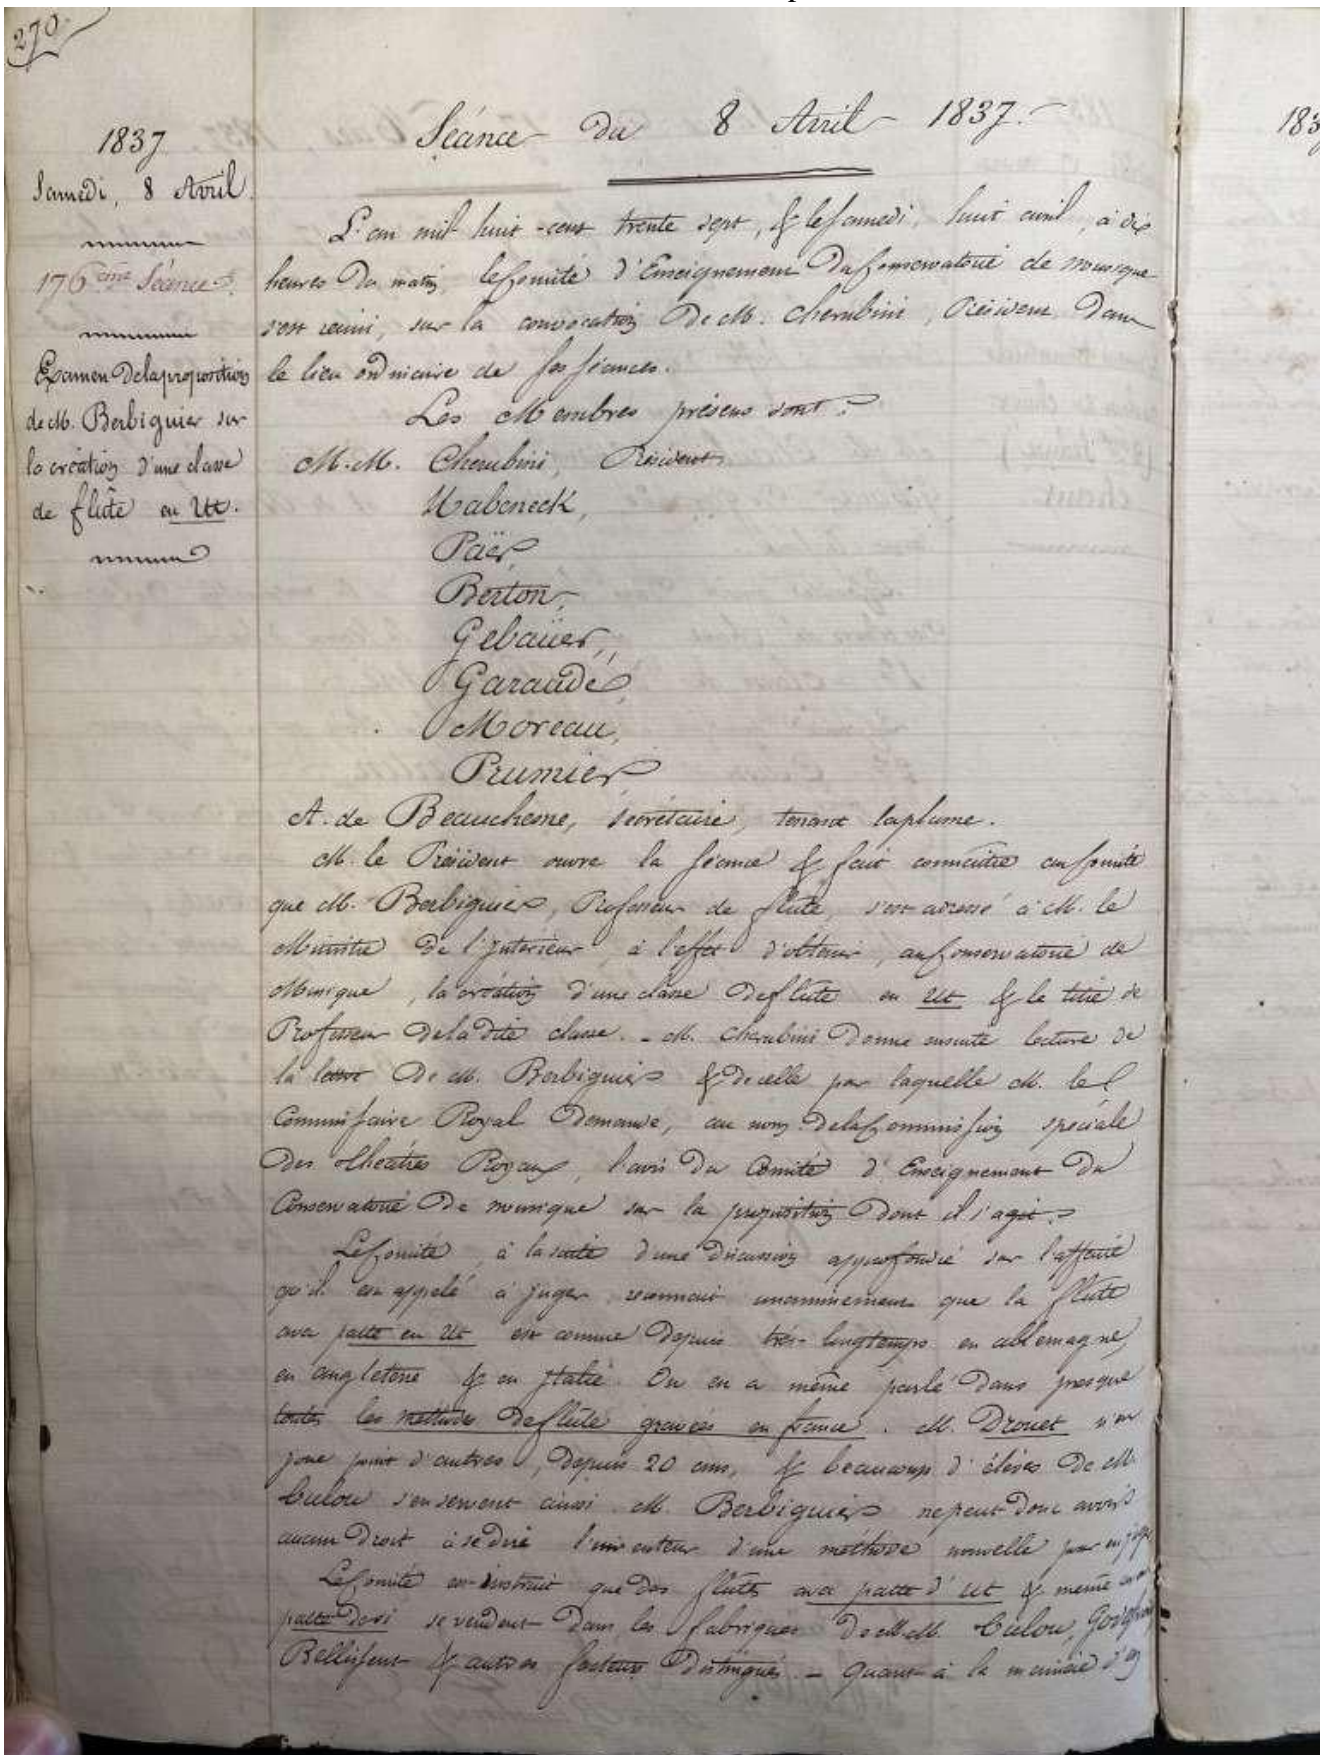 270
1837
Samedi, 8 Avril.
176ème Séance.
Examen de la proposition
de M. Berbiguier sur
la création d'une classe
de flûte en Ut.
Séance du 8 Avril 1837.
L'an mil huit-cent trente sept, & le Samedi, huit avril, à dix
heures du matin, le Comité d'Enseignement du Conservatoire de musique
s'est réuni, sur la convocation de M. Cherubini, Président, dans
le lieu ordinaire de ses séances.
Les Membres présens sont :
M.M. Cherubini, Président
Habeneck,
Paër,
Berton,
Gebaüer,
Garaudé,
Moreau,
Prumier
A. de Beauchesne, secrétaire, tenant la plume.
M. le Président ouvre la séance & fait connaître au Comité
que M. Berbiguier, Professeur de flûte, s'est adressé à M. le
Ministre de l'Intérieur, à l'effet d'obtenir, au Conservatoire de
Musique, la création d'une classe de flûte en Ut & le titre de
Professeur de la dite classe. - M. Cherubini donne ensuite lecture de
la lettre de M. Berbiguier & de celle par laquelle M. le
Commissaire Royal demande, au nom de la Commission spéciale
des théatres Royaux, l'avis du Comité d'Enseignement du
Conservatoire de musique sur la proposition dont il s'agit.
Le Comité, à la suite d'une discussion approfondie sur l'affaire
qu'il est appelé à juger, reconnait unanimement que la flûte
avec patte en Ut est connue depuis très-longtemps en allemagne,
en angleterre & en Italie. On en a même parlé dans presque
toutes les méthodes de flûte gravées en france. M. Drouet n'en
joue point d'autres, depuis 20 ans, & beaucoup d'élèves de M.
Tulou s'en servent aussi. M. Berbiguier ne peut donc avoir
aucun droit à se dire l'inventeur d'une méthode nouvelle pour en jouer.
Le Comité est instruit que des flûtes avec patte d'ut & même
patte de si se vendent dans les fabriques de M.M. Tulou, Godefroy,
Bellissent & autres facteurs distingués. - Quant à la manière d'en